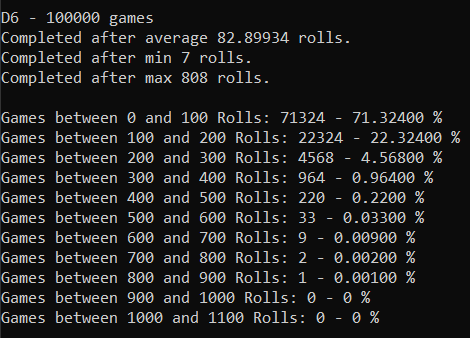 D6 - 100000 games
Completed after average 82.89934 rolls.
Completed after min 7 rolls.
Completed after max 808 rolls.
Games between 0 and 100 Rolls: 71324 - 71.32400 %
Games between 100 and 200 Rolls: 22324 - 22.32400 %
Games between 200 and 300 Rolls: 4568 - 4.56800 %
Games between 300 and 400 Rolls: 964 - 0.96400 %
Games between 400 and 500 Rolls: 220 - 0.2200 %
Games between 500 and 600 Rolls: 33 - 0.03300 %
Games between 600 and 700 Rolls: 9 - 0.00900 %
Games between 700 and 800 Rolls: 2 - 0.00200 %
Games between 800 and 900 Rolls: 1 - 0.00100 %
Games between 900 and 1000 Rolls: 0 - 0 %
Games between 1000 and 1100 Rolls: 0 - 0 %